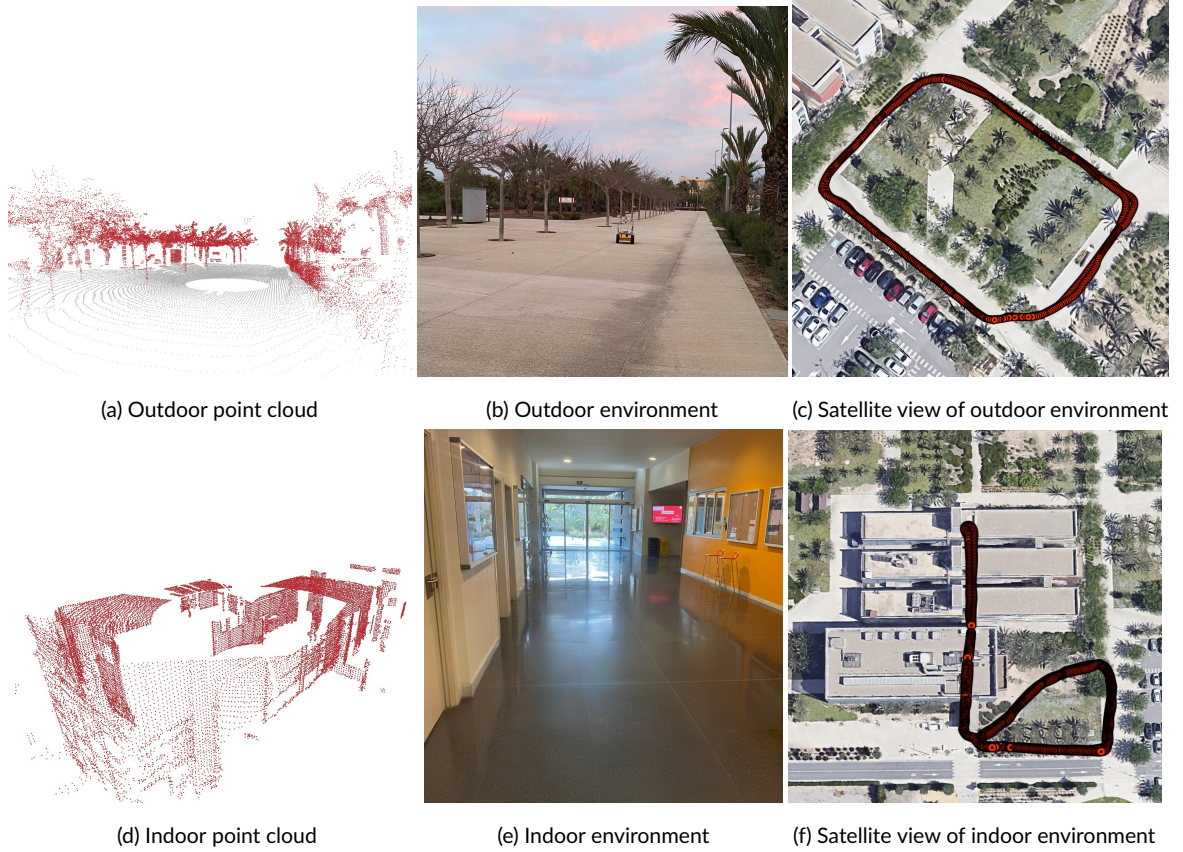 (a) Outdoor point cloud
(b) Outdoor environment
(c) Satellite view of outdoor environment
(d) Indoor point cloud
(e) Indoor environment
(f) Satellite view of indoor environment